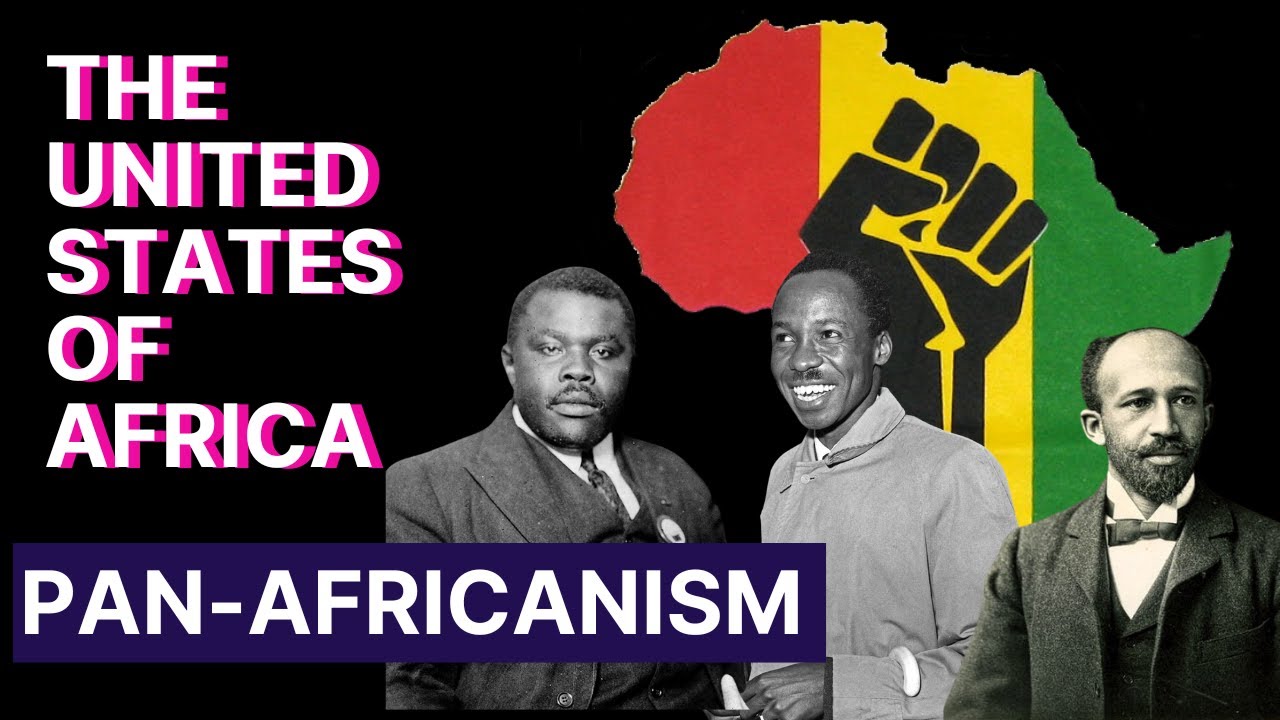 THE
UNITED
STATES
OF
AFRICA
PAN-AFRICANISM